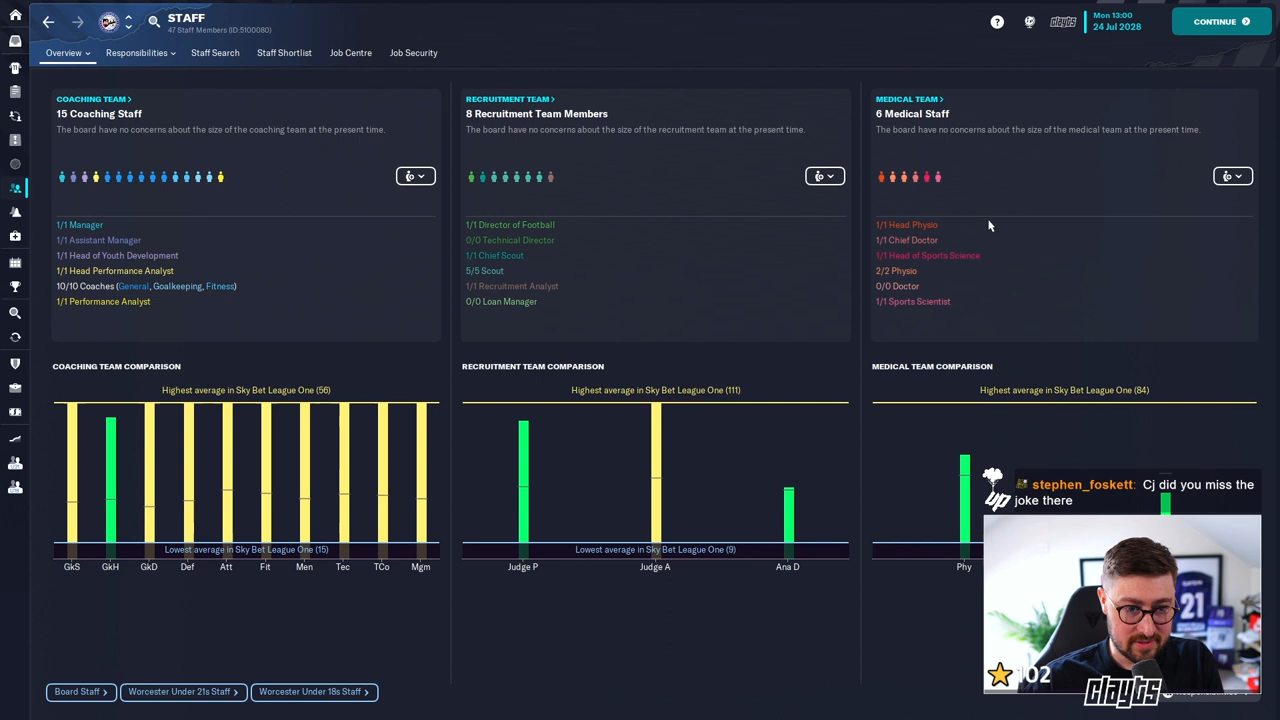 STAFF
47 Staff Members (ID:5100080)
Mon 13:00
24 Jul 2028
CONTINUE
Overview
Responsibilities
Staff Search
Staff Shortlist
Job Centre
Job Security
COACHING TEAM
15 Coaching Staff
The board have no concerns about the size of the coaching team at the present time.
1/1 Manager
1/1 Assistant Manager
1/1 Head of Youth Development
1/1 Head Performance Analyst
10/10 Coaches (General, Goalkeeping, Fitness)
1/1 Performance Analyst
RECRUITMENT TEAM
8 Recruitment Team Members
The board have no concerns about the size of the recruitment team at the present time.
1/1 Director of Football
0/0 Technical Director
1/1 Chief Scout
5/5 Scout
1/1 Recruitment Analyst
0/0 Loan Manager
MEDICAL TEAM
6 Medical Staff
The board have no concerns about the size of the medical team at the present time.
1/1 Head Physio
1/1 Chief Doctor
1/1 Head of Sports Science
2/2 Physio
0/0 Doctor
1/1 Sports Scientist
COACHING TEAM COMPARISON
Highest average in Sky Bet League One (56)
Lowest average in Sky Bet League One (15)
GkS GkH GkD Def Att Fit Men Tec TCo Mgm
RECRUITMENT TEAM COMPARISON
Highest average in Sky Bet League One (111)
Lowest average in Sky Bet League One (9)
Judge P Judge A Ana D
MEDICAL TEAM COMPARISON
Highest average in Sky Bet League One (84)
Phy
stephen_foskett: Cj did you miss the
joke there
UP
21
102
clayts
Board Staff
Worcester Under 21s Staff
Worcester Under 18s Staff